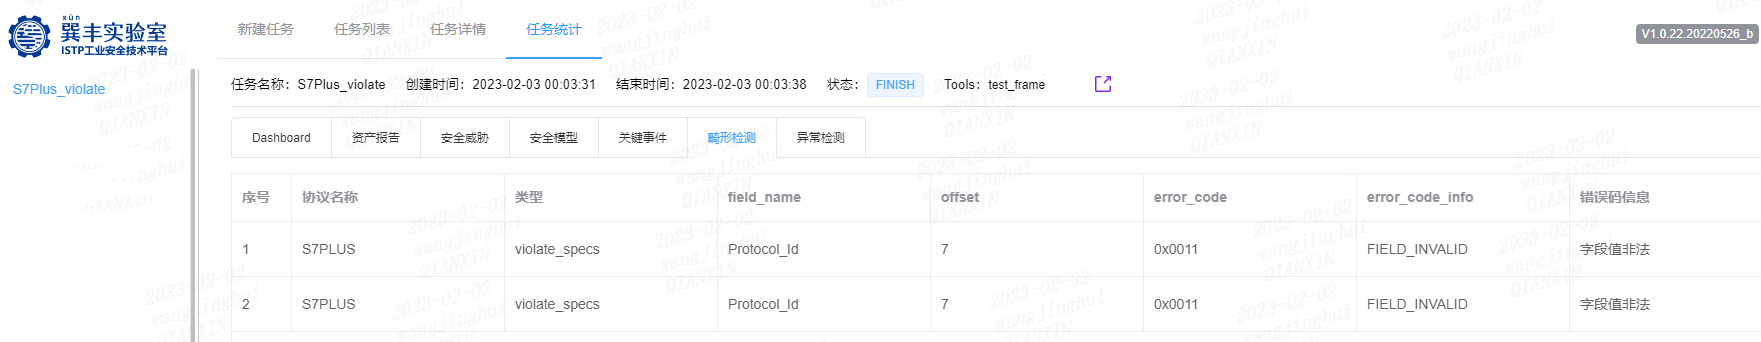 xùn
巽丰实验室
ISTP工业安全技术平台
新建任务 任务列表 任务详情 任务统计
V1.0.22.20220526_b
S7Plus_violate
任务名称：S7Plus_violate 创建时间：2023-02-03 00:03:31 结束时间：2023-02-03 00:03:38 状态： FINISH Tools：test_frame
Dashboard 资产报告 安全威胁 安全模型 关键事件 畸形检测 异常检测
序号 协议名称 类型 field_name offset error_code error_code_info 错误码信息
1 S7PLUS violate_specs Protocol_Id 7 0x0011 FIELD_INVALID 字段值非法
2 S7PLUS violate_specs Protocol_Id 7 0x0011 FIELD_INVALID 字段值非法
2023-02-02
wangjinghui
QIANXIN